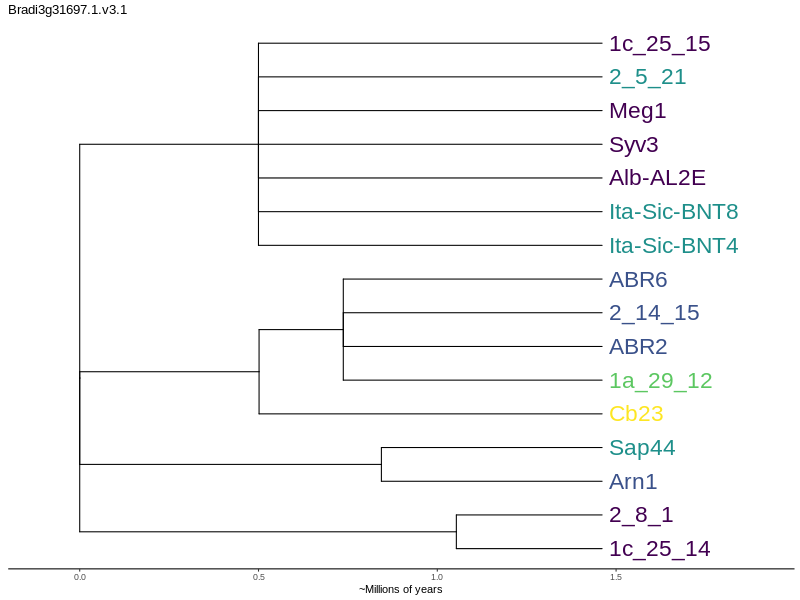 Bradi3g31697.1.v3.1
1c_25_15
2_5_21
Meg1
Syv3
Alb-AL2E
Ita-Sic-BNT8
Ita-Sic-BNT4
ABR6
2_14_15
ABR2
1a_29_12
Cb23
Sap44
Arn1
2_8_1
1c_25_14
0.0 0.5 1.0 1.5
~Millions of years